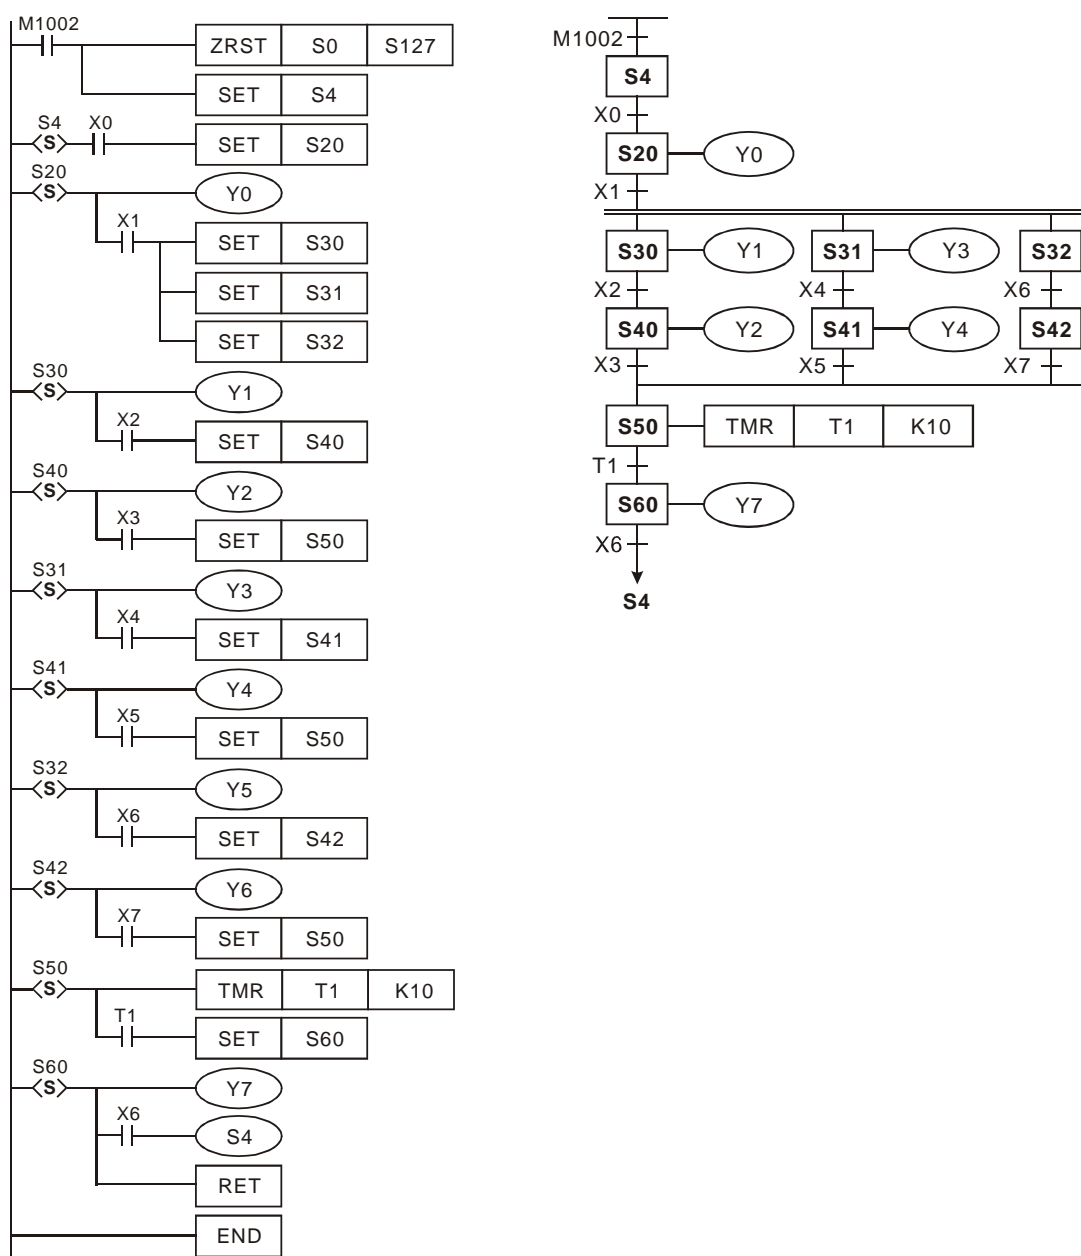 M1002
ZRST S0 S127
SET S4
S4 X0
S SET S20
S20
S Y0
X1
SET S30
SET S31
SET S32
S30
S Y1
X2
SET S40
S40
S Y2
X3
SET S50
S31
S Y3
X4
SET S41
S41
S Y4
X5
SET S50
S32
S Y5
X6
SET S42
S42
S Y6
X7
SET S50
S50
S TMR T1 K10
T1
SET S60
S60
S Y7
X6
S4
RET
END
M1002
S4
X0
S20 Y0
X1
S30 Y1 S31 Y3 S32
X2 X4 X6
S40 Y2 S41 Y4 S42
X3 X5 X7
S50 TMR T1 K10
T1
S60 Y7
X6
S4